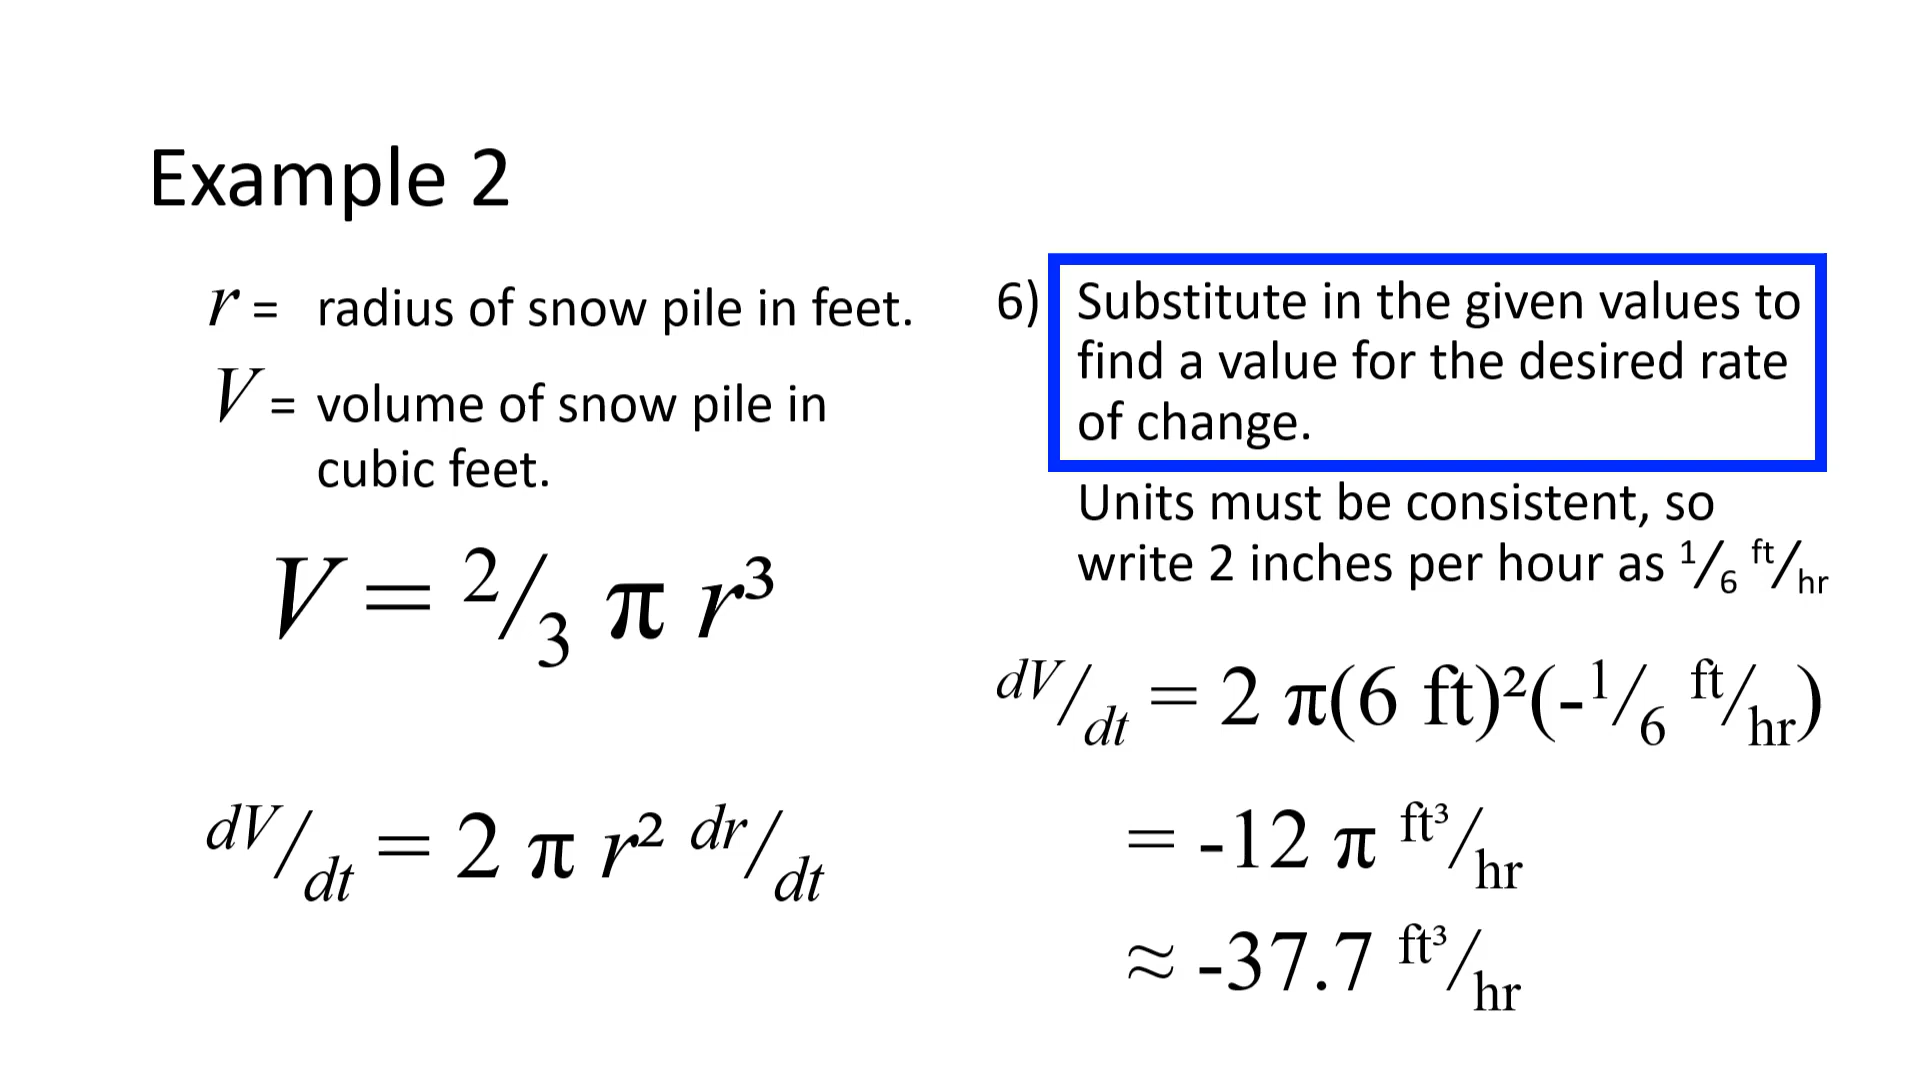 Example 2
r = radius of snow pile in feet.
V = volume of snow pile in
cubic feet.
V = 2/3 π r³
dV/dt = 2 π r² dr/dt
6) Substitute in the given values to
find a value for the desired rate
of change.
Units must be consistent, so
write 2 inches per hour as 1/6 ft/hr
dV/dt = 2 π(6 ft)²(-1/6 ft/hr)
= -12 π ft³/hr
≈ -37.7 ft³/hr